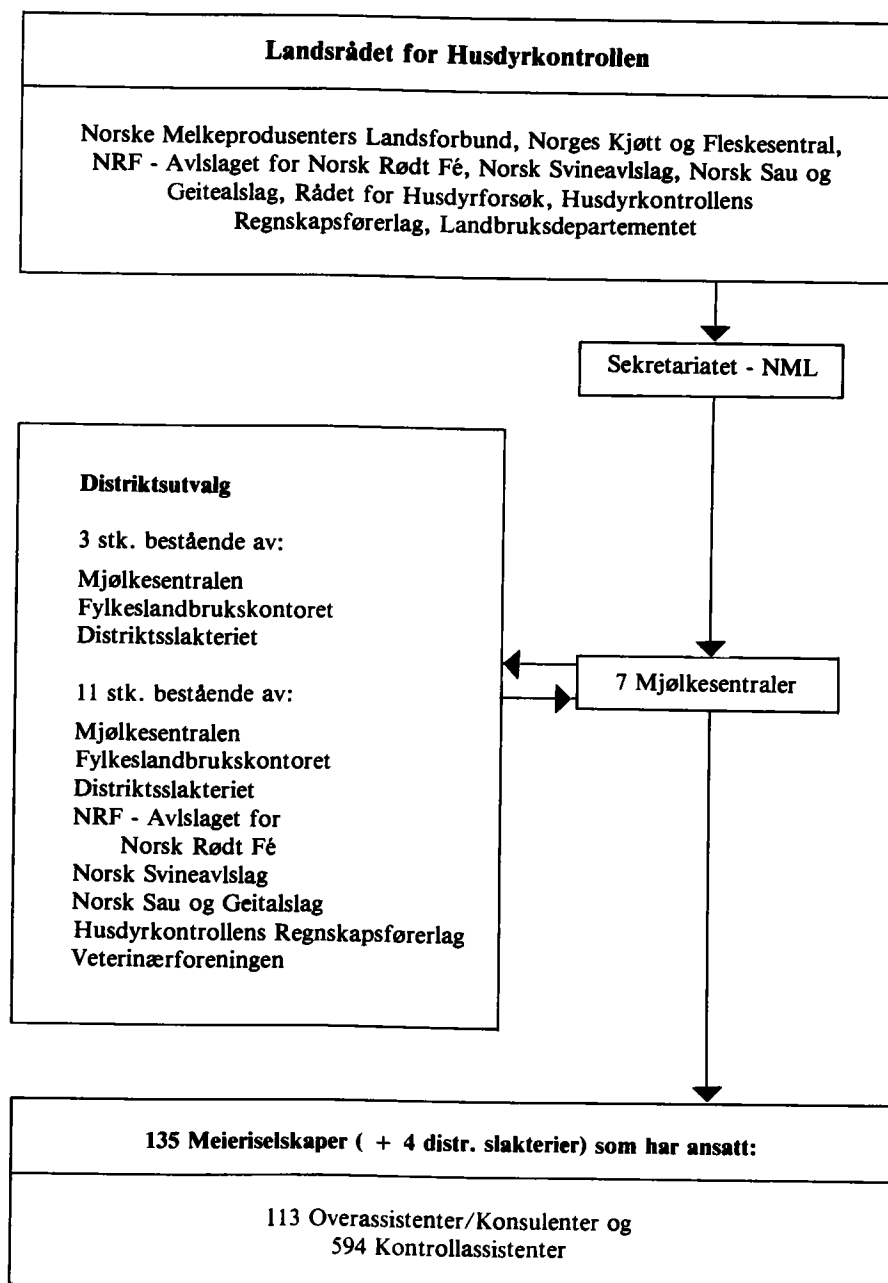 Landsrådet for Husdyrkontrollen
Norske Melkeprodusenters Landsforbund, Norges Kjøtt og Fleskesentral,
NRF - Avlslaget for Norsk Rødt Fé, Norsk Svineavlslag, Norsk Sau og
Geitealslag, Rådet for Husdyrforsøk, Husdyrkontrollens
Regnskapsførerlag, Landbruksdepartementet
Sekretariatet - NML
Distriktsutvalg
3 stk. bestående av:
Mjølkesentralen
Fylkeslandbrukskontoret
Distriktsslakteriet
11 stk. bestående av:
Mjølkesentralen
Fylkeslandbrukskontoret
Distriktsslakteriet
NRF - Avlslaget for
Norsk Rødt Fé
Norsk Svineavlslag
Norsk Sau og Geitalslag
Husdyrkontrollens Regnskapsførerlag
Veterinærforeningen
7 Mjølkesentraler
135 Meieriselskaper ( + 4 distr. slakterier) som har ansatt:
113 Overassistenter/Konsulenter og
594 Kontrollassistenter